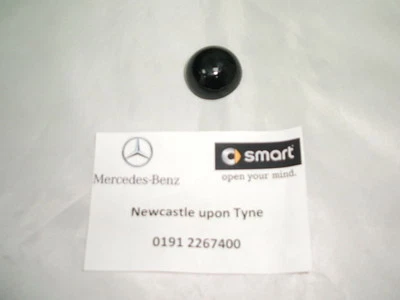 Mercedes-Benz
smart
open your mind.
Newcastle upon Tyne
0191 2267400